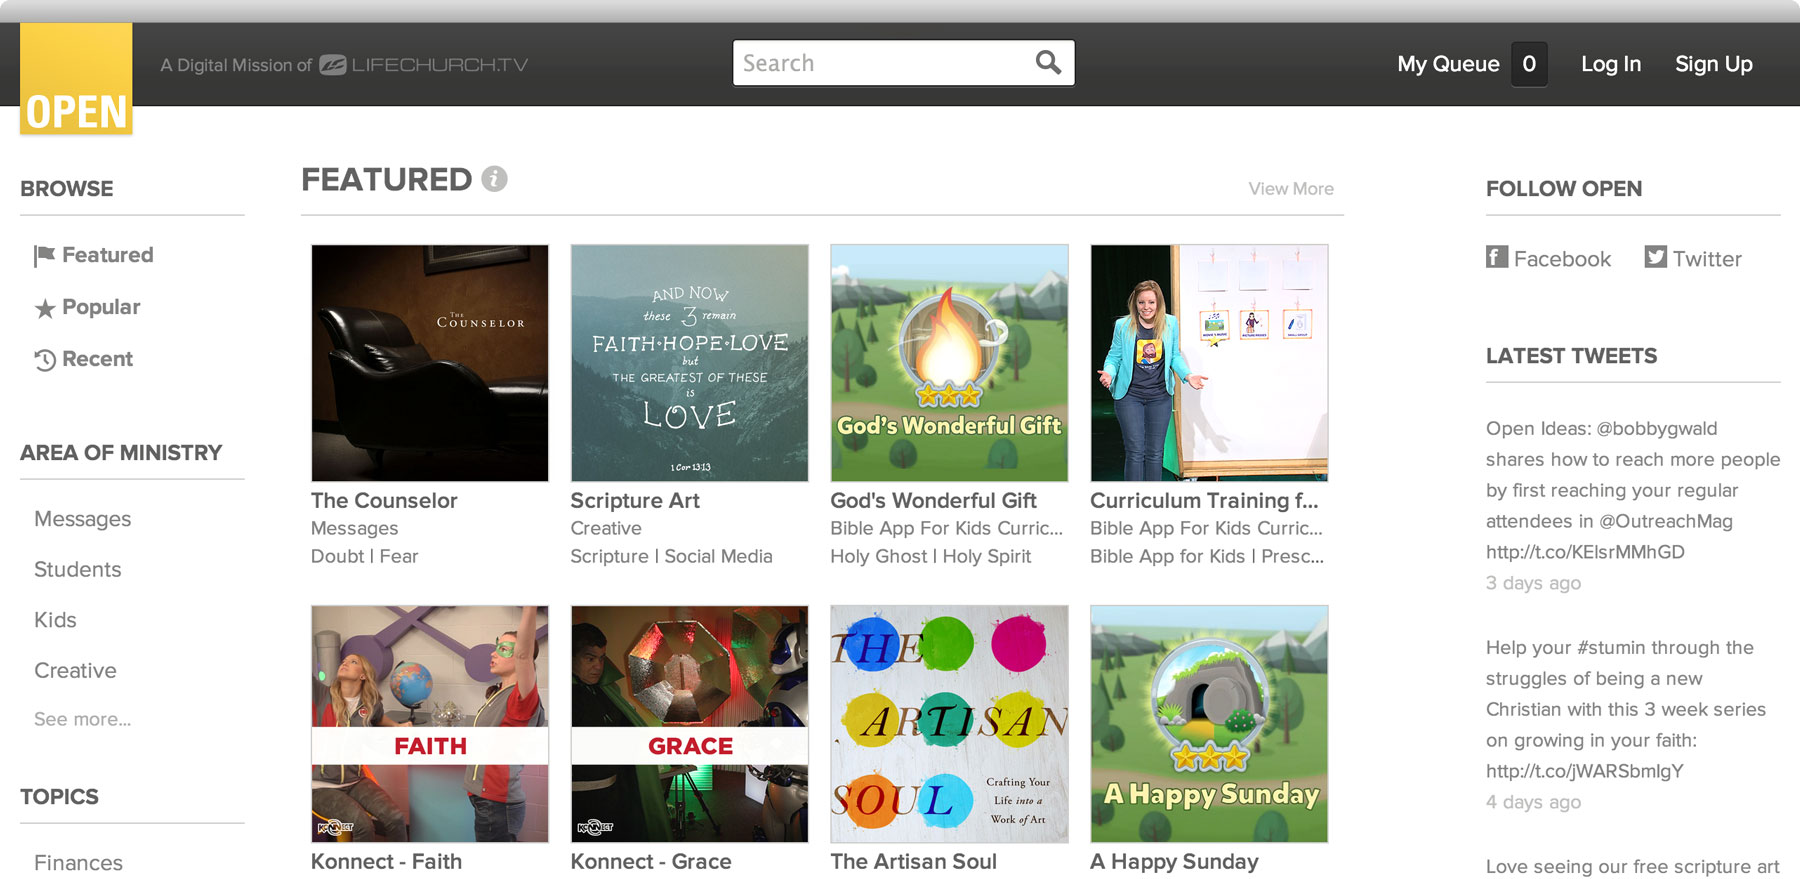 OPEN
A Digital Mission of LIFECHURCH.TV
Search
My Queue 0 Log In Sign Up
BROWSE
Featured
Popular
Recent
AREA OF MINISTRY
Messages
Students
Kids
Creative
See more...
TOPICS
Finances
FEATURED
View More
THE
COUNSELOR
The Counselor
Messages
Doubt | Fear
AND NOW
these 3 remain
FAITH·HOPE·LOVE
but
THE GREATEST OF THESE
is
LOVE
1 Cor 13:13
Scripture Art
Creative
Scripture | Social Media
God's Wonderful Gift
God's Wonderful Gift
Bible App For Kids Curric...
Holy Ghost | Holy Spirit
Curriculum Training f...
Bible App For Kids Curric...
Bible App for Kids | Presc...
FAITH
KONNECT
Konnect - Faith
GRACE
KONNECT
Konnect - Grace
THE
ARTISAN
SOUL
Crafting Your
Life into a
Work of Art
The Artisan Soul
A Happy Sunday
A Happy Sunday
FOLLOW OPEN
Facebook Twitter
LATEST TWEETS
Open Ideas: @bobbygwald
shares how to reach more people
by first reaching your regular
attendees in @OutreachMag
http://t.co/KElsrMMhGD
3 days ago
Help your #stumin through the
struggles of being a new
Christian with this 3 week series
on growing in your faith:
http://t.co/jWARSbmlgY
4 days ago
Love seeing our free scripture art